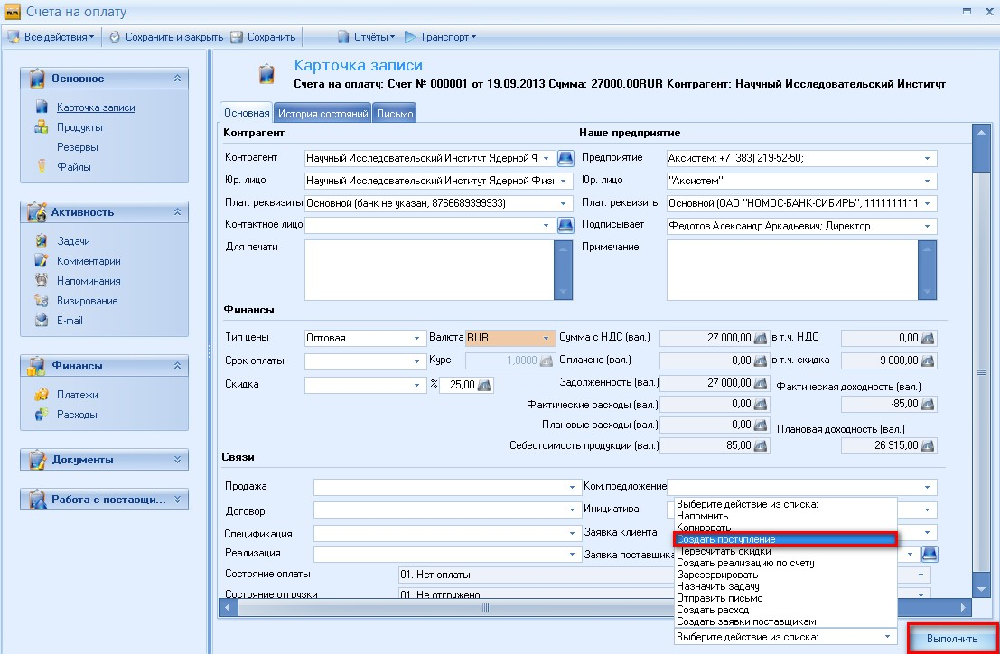 Счета на оплату
Все действия Сохранить и закрыть Сохранить Отчёты Транспорт
Основное
Карточка записи
Продукты
Резервы
Файлы
Активность
Задачи
Комментарии
Напоминания
Визирование
E-mail
Финансы
Платежи
Расходы
Документы
Работа с поставщи...
Карточка записи
Счета на оплату: Счет № 000001 от 19.09.2013 Сумма: 27000.00RUR Контрагент: Научный Исследовательский Институт
Основная История состояний Письмо
Контрагент Наше предприятие
Контрагент Научный Исследовательский Институт Ядерной Ф Предприятие Аксистем; +7 (383) 219-52-50;
Юр. лицо Научный Исследовательский Институт Ядерной Физи Юр. лицо "Аксистем"
Плат. реквизиты Основной (банк не указан, 8766689399933) Плат. реквизиты Основной (ОАО "НОМОС-БАНК-СИБИРЬ", 1111111111
Контактное лицо Подписывает Федотов Александр Аркадьевич; Директор
Для печати Примечание
Финансы
Тип цены Оптовая Валюта RUR Сумма с НДС (вал.) 27 000,00 в т.ч. НДС 0,00
Срок оплаты Курс 1,0000 Оплачено (вал.) 0,00 в т.ч. скидка 9 000,00
Скидка % 25,00 Задолженность (вал.) 27 000,00 Фактическая доходность (вал.)
Фактические расходы (вал.) 0,00 -85,00
Плановые расходы (вал.) 0,00 Плановая доходность (вал.)
Себестоимость продукции (вал.) 85,00 26 915,00
Связи
Продажа Ком.предложение
Договор Инициатива
Спецификация Заявка клиента
Реализация Заявка поставщика
Состояние оплаты 01. Нет оплаты
Состояние отгрузки 01. Не отгружено
Выберите действие из списка:
Напомнить
Копировать
Создать поступление
Пересчитать скидки
Создать реализацию по счету
Зарезервировать
Назначить задачу
Отправить письмо
Создать расход
Создать заявки поставщикам
Выберите действие из списка: Выполнить